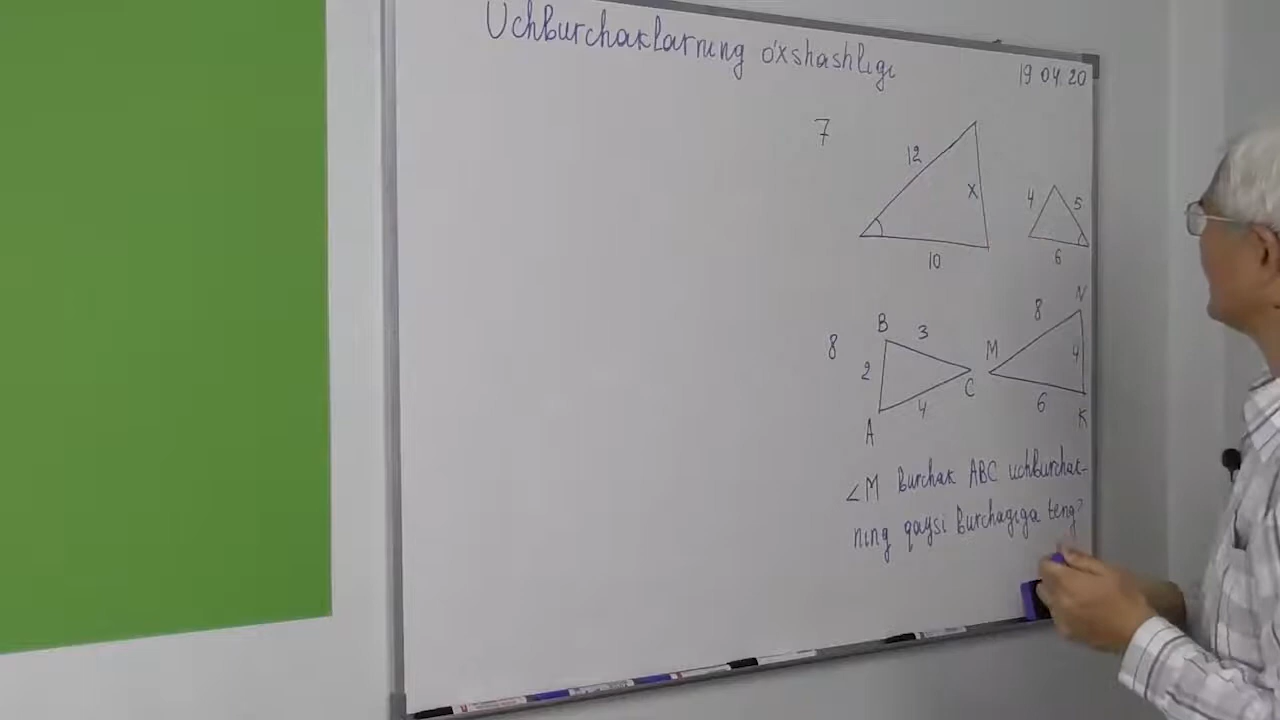 Uchburchaklarning o'xshashligi
19 04. 20
7
12
x
10
4
5
6
8
B
3
2
C
A
4
M
8
N
4
6
K
∠M burchak ABC uchburchak-
ning qaysi burchagiga teng?